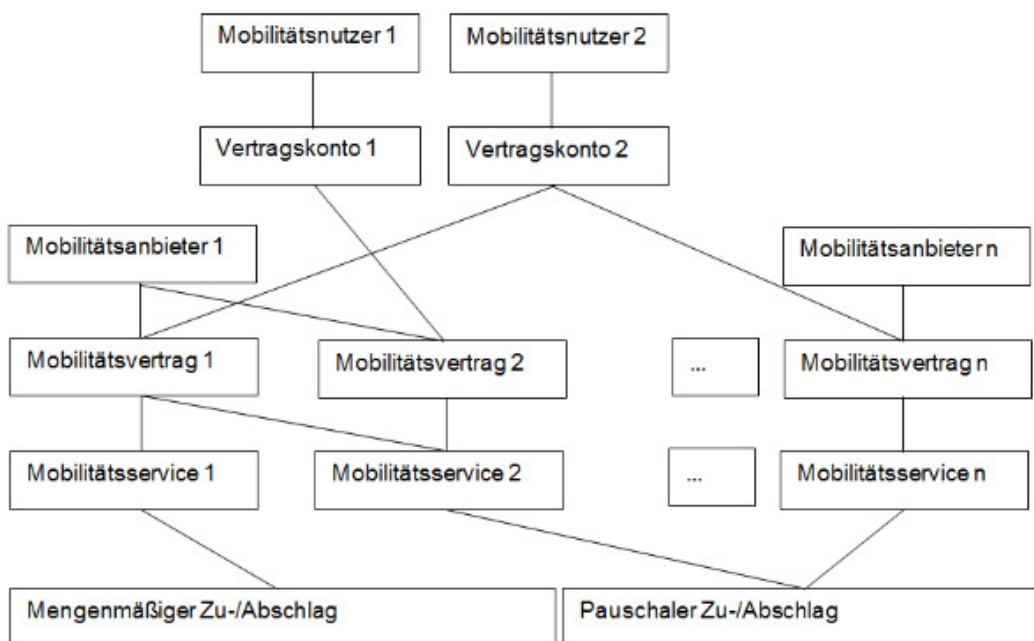 Mobilitätsnutzer 1
Mobilitätsnutzer 2
Vertragskonto 1
Vertragskonto 2
Mobilitätsanbieter 1
Mobilitätsanbieter n
Mobilitätsvertrag 1
Mobilitätsvertrag 2
...
Mobilitätsvertrag n
Mobilitätsservice 1
Mobilitätsservice 2
...
Mobilitätsservice n
Mengenmäßiger Zu-/Abschlag
Pauschaler Zu-/Abschlag